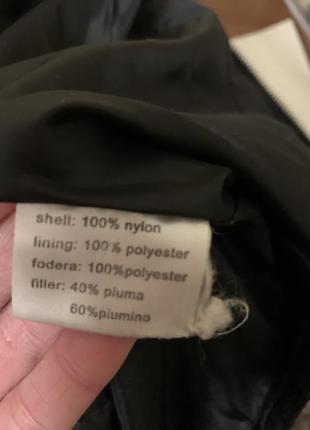 shell: 100% nylon
lining: 100% polyester
fodera: 100%polyester
filler: 40% piuma
60%piumino